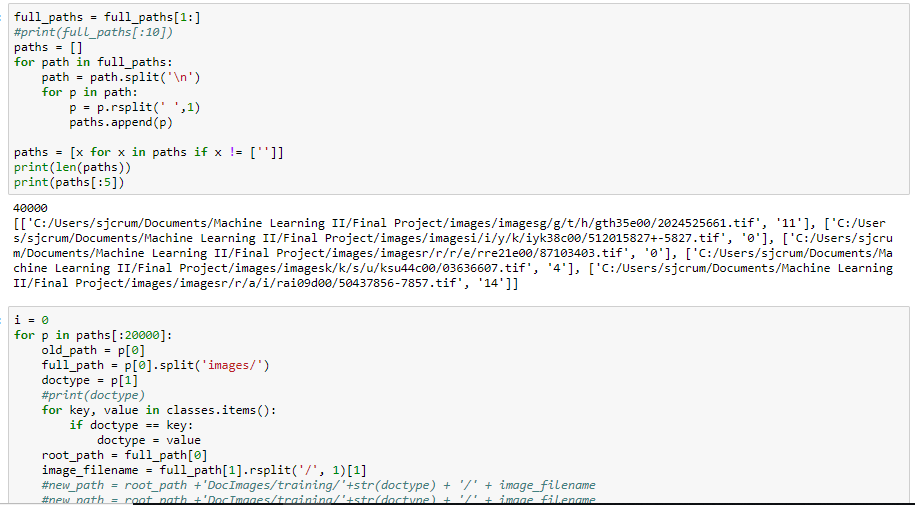 full_paths = full_paths[1:]
#print(full_paths[:10])
paths = []
for path in full_paths:
    path = path.split('\n')
    for p in path:
        p = p.rsplit(' ',1)
        paths.append(p)
paths = [x for x in paths if x != ['']]
print(len(paths))
print(paths[:5])
40000
[['C:/Users/sjcrum/Documents/Machine Learning II/Final Project/images/imagesg/g/t/h/gth35e00/2024525661.tif', '11'], ['C:/User
s/sjcrum/Documents/Machine Learning II/Final Project/images/imagesi/i/y/k/iyk38c00/512015827+-5827.tif', '0'], ['C:/Users/sjcru
m/Documents/Machine Learning II/Final Project/images/imagesr/r/r/e/rre21e00/87103403.tif', '0'], ['C:/Users/sjcrum/Documents/Ma
chine Learning II/Final Project/images/imagesk/k/s/u/ksu44c00/03636607.tif', '4'], ['C:/Users/sjcrum/Documents/Machine Learning
II/Final Project/images/imagesr/r/a/i/rai09d00/50437856-7857.tif', '14']]
i = 0
for p in paths[:20000]:
    old_path = p[0]
    full_path = p[0].split('images/')
    doctype = p[1]
    #print(doctype)
    for key, value in classes.items():
        if doctype == key:
            doctype = value
    root_path = full_path[0]
    image_filename = full_path[1].rsplit('/', 1)[1]
    #new_path = root_path +'DocImages/training/'+str(doctype) + '/' + image_filename
    #new_path = root_path +'DocImages/training/'+str(doctype) + '/' + image_filename